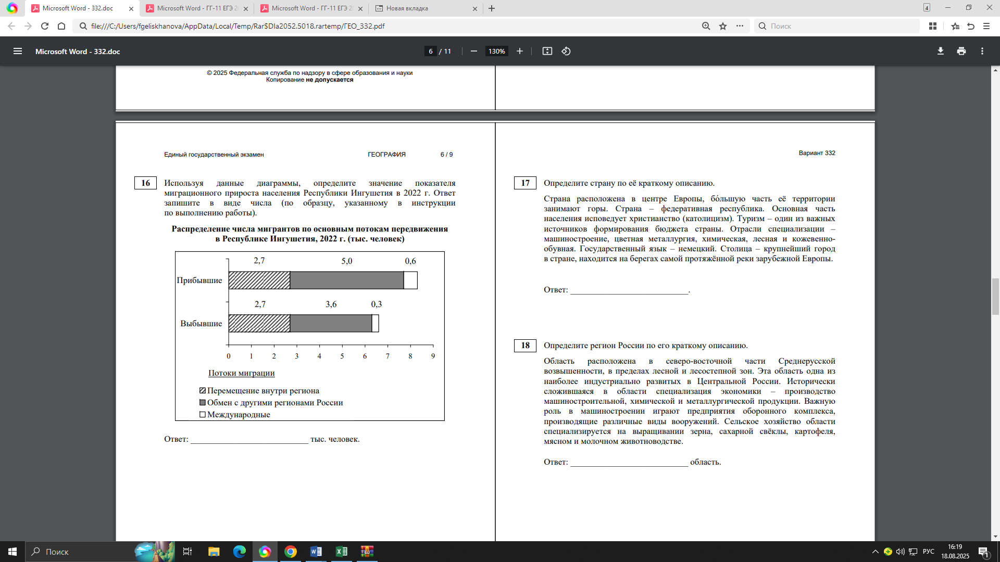 Microsoft Word - 332.doc
Microsoft Word - ГГ-11 ЕГЭ 2
Microsoft Word - ГГ-11 ЕГЭ 2
Новая вкладка
4
file:///C:/Users/fgeliskhanova/AppData/Local/Temp/Rar$DIa2052.5018.rartemp/ГЕО_332.pdf
Поиск
Microsoft Word - 332.doc
6 / 11
130%
© 2025 Федеральная служба по надзору в сфере образования и науки
Копирование не допускается
Единый государственный экзамен ГЕОГРАФИЯ 6 / 9
16
Используя данные диаграммы, определите значение показателя
миграционного прироста населения Республики Ингушетия в 2022 г. Ответ
запишите в виде числа (по образцу, указанному в инструкции
по выполнению работы).
Распределение числа мигрантов по основным потокам передвижения
в Республике Ингушетия, 2022 г. (тыс. человек)
2,7 5,0 0,6
Прибывшие
2,7 3,6 0,3
Выбывшие
0 1 2 3 4 5 6 7 8 9
Потоки миграции
Перемещение внутри региона
Обмен с другими регионами России
Международные
Ответ: ____________________________ тыс. человек.
Вариант 332
17
Определите страну по её краткому описанию.
Страна расположена в центре Европы, бо́льшую часть её территории
занимают горы. Страна – федеративная республика. Основная часть
населения исповедует христианство (католицизм). Туризм – один из важных
источников формирования бюджета страны. Отрасли специализации –
машиностроение, цветная металлургия, химическая, лесная и кожевенно-
обувная. Государственный язык – немецкий. Столица – крупнейший город
в стране, находится на берегах самой протяжённой реки зарубежной Европы.
Ответ: ____________________________.
18
Определите регион России по его краткому описанию.
Область расположена в северо-восточной части Среднерусской
возвышенности, в пределах лесной и лесостепной зон. Эта область одна из
наиболее индустриально развитых в Центральной России. Исторически
сложившаяся в области специализация экономики – производство
машиностроительной, химической и металлургической продукции. Важную
роль в машиностроении играют предприятия оборонного комплекса,
производящие различные виды вооружений. Сельское хозяйство области
специализируется на выращивании зерна, сахарной свёклы, картофеля,
мясном и молочном животноводстве.
Ответ: ____________________________ область.
Поиск
РУС
16:19
18.08.2025
1